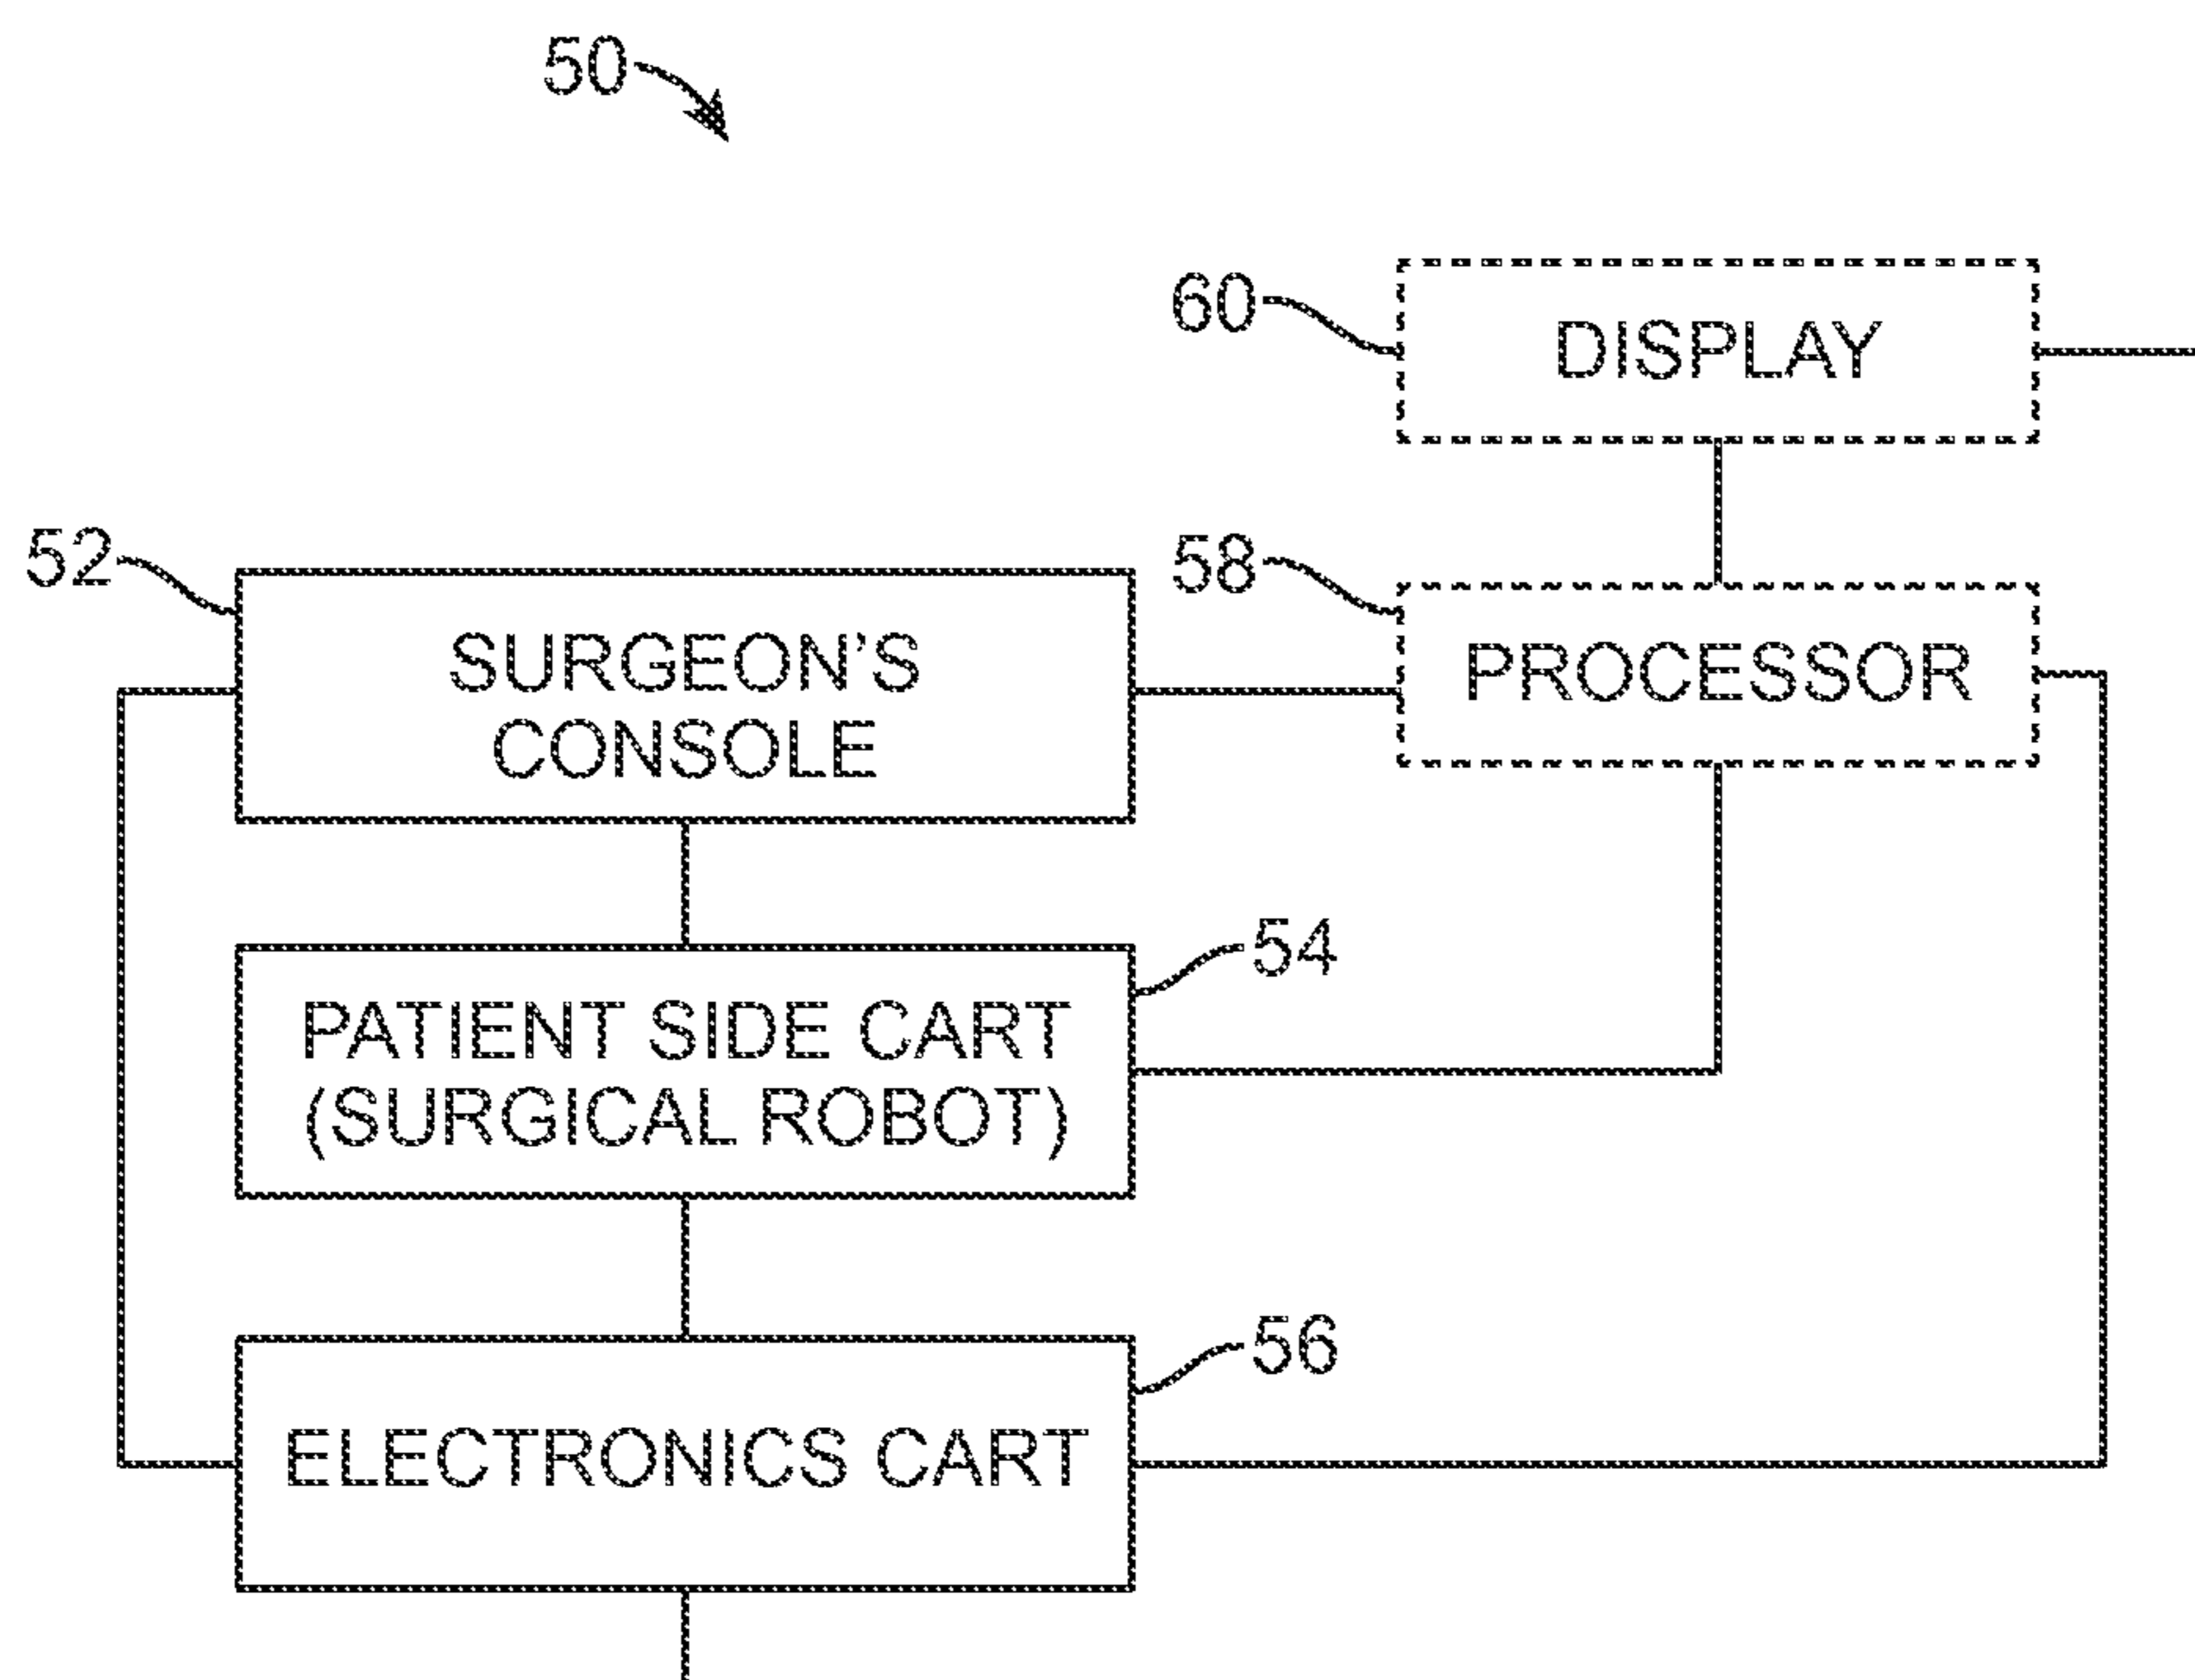 50
60
DISPLAY
52
58
SURGEON'S
CONSOLE
PROCESSOR
54
PATIENT SIDE CART
(SURGICAL ROBOT)
56
ELECTRONICS CART